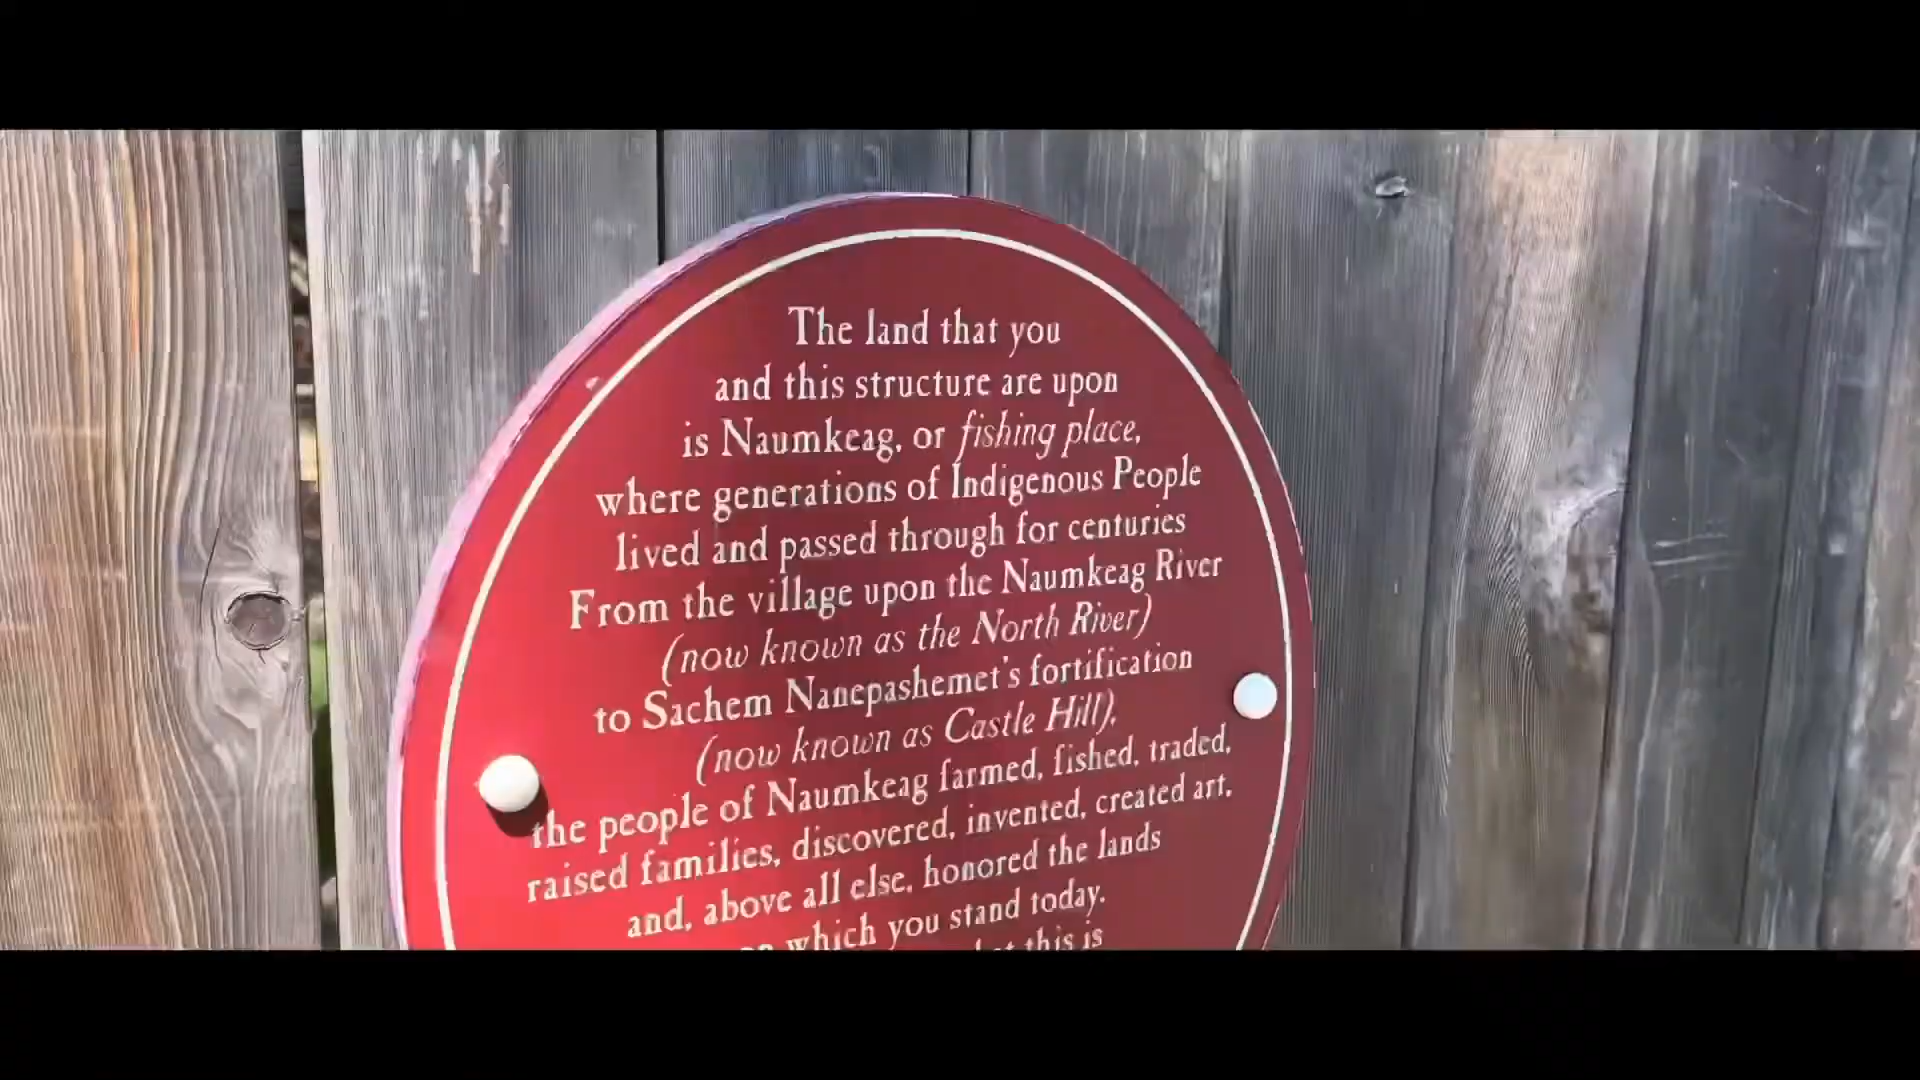 The land that you
and this structure are upon
is Naumkeag, or fishing place,
where generations of Indigenous People
lived and passed through for centuries
From the village upon the Naumkeag River
(now known as the North River)
to Sachem Nanepashemet's fortification
(now known as Castle Hill),
the people of Naumkeag farmed, fished, traded,
raised families, discovered, invented, created art,
and, above all else, honored the lands
which you stand today.
this is